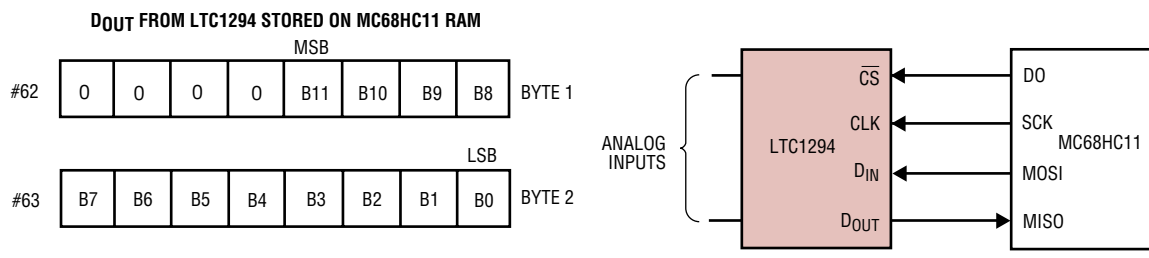 DOUT FROM LTC1294 STORED ON MC68HC11 RAM
MSB
#62 0 0 0 0 B11 B10 B9 B8 BYTE 1
LSB
#63 B7 B6 B5 B4 B3 B2 B1 B0 BYTE 2
ANALOG
INPUTS
LTC1294
CS
CLK
DIN
DOUT
DO
SCK
MC68HC11
MOSI
MISO